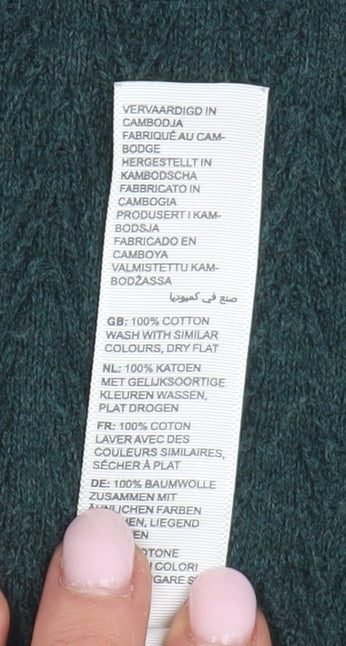 VERVAARDIGD IN
CAMBODJA
FABRIQUÉ AU CAM-
BODGE
HERGESTELLT IN
KAMBODSCHA
FABBRICATO IN
CAMBOGIA
PRODUSERT I KAM-
BODSJA
FABRICADO EN
CAMBOYA
VALMISTETTU KAM-
BODŽASSA
صنع في كمبوديا
GB: 100% COTTON
WASH WITH SIMILAR
COLOURS, DRY FLAT
NL: 100% KATOEN
MET GELIJKSOORTIGE
KLEUREN WASSEN,
PLAT DROGEN
FR: 100% COTON
LAVER AVEC DES
COULEURS SIMILAIRES,
SÉCHER À PLAT
DE: 100% BAUMWOLLE
ZUSAMMEN MIT
ÄHNLICHEN FARBEN
LIEGEND
COLORI